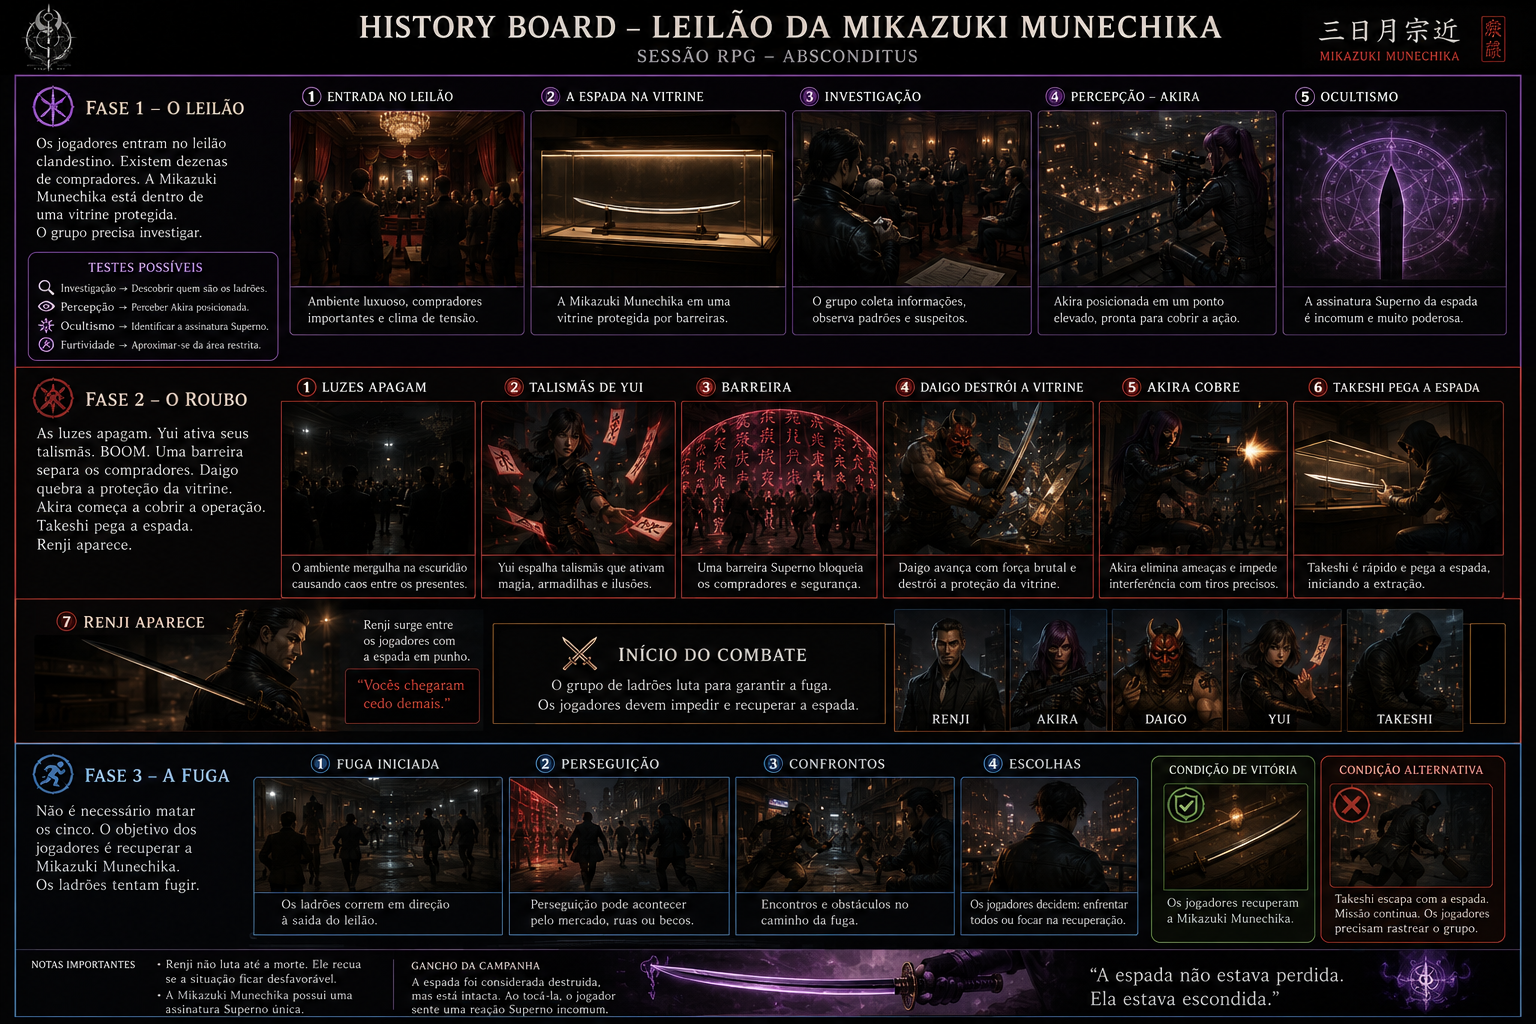 HISTORY BOARD – LEILÃO DA MIKAZUKI MUNECHIKA
SESSÃO RPG – ABSCONDITUS
三日月宗近
MIKAZUKI MUNECHIKA
FASE 1 – O LEILÃO
Os jogadores entram no leilão
clandestino. Existem dezenas
de compradores. A Mikazuki
Munechika está dentro de
uma vitrine protegida.
O grupo precisa investigar.
TESTES POSSÍVEIS
Investigação → Descobrir quem são os ladrões.
Percepção → Perceber Akira posicionada.
Ocultismo → Identificar a assinatura Superno.
Furtividade → Aproximar-se da área restrita.
1 ENTRADA NO LEILÃO
Ambiente luxuoso, compradores
importantes e clima de tensão.
2 A ESPADA NA VITRINE
A Mikazuki Munechika em uma
vitrine protegida por barreiras.
3 INVESTIGAÇÃO
O grupo coleta informações,
observa padrões e suspeitos.
4 PERCEPÇÃO – AKIRA
Akira posicionada em um ponto
elevado, pronta para cobrir a ação.
5 OCULTISMO
A assinatura Superno da espada
é incomum e muito poderosa.
FASE 2 – O ROUBO
As luzes apagam. Yui ativa seus
talismãs. BOOM. Uma barreira
separa os compradores. Daigo
quebra a proteção da vitrine.
Akira começa a cobrir a operação.
Takeshi pega a espada.
Renji aparece.
1 LUZES APAGAM
O ambiente mergulha na escuridão
causando caos entre os presentes.
2 TALISMÃS DE YUI
Yui espalha talismãs que ativam
magia, armadilhas e ilusões.
3 BARREIRA
Uma barreira Superno bloqueia
os compradores e segurança.
4 DAIGO DESTRÓI A VITRINE
Daigo avança com força brutal e
destrói a proteção da vitrine.
5 AKIRA COBRE
Akira elimina ameaças e impede
interferência com tiros precisos.
6 TAKESHI PEGA A ESPADA
Takeshi é rápido e pega a espada,
iniciando a extração.
7 RENJI APARECE
Renji surge entre
os jogadores com
a espada em punho.
“Vocês chegaram
cedo demais.”
INÍCIO DO COMBATE
O grupo de ladrões luta para garantir a fuga.
Os jogadores devem impedir e recuperar a espada.
RENJI
AKIRA
DAIGO
YUI
TAKESHI
FASE 3 – A FUGA
Não é necessário matar
os cinco. O objetivo dos
jogadores é recuperar a
Mikazuki Munechika.
Os ladrões tentam fugir.
1 FUGA INICIADA
Os ladrões correm em direção
à saída do leilão.
2 PERSEGUIÇÃO
Perseguição pode acontecer
pelo mercado, ruas ou becos.
3 CONFRONTOS
Encontros e obstáculos no
caminho da fuga.
4 ESCOLHAS
Os jogadores decidem: enfrentar
todos ou focar na recuperação.
CONDIÇÃO DE VITÓRIA
Os jogadores recuperam
a Mikazuki Munechika.
CONDIÇÃO ALTERNATIVA
Takeshi escapa com a espada.
Missão continua. Os jogadores
precisam rastrear o grupo.
NOTAS IMPORTANTES
• Renji não luta até a morte. Ele recua
se a situação ficar desfavorável.
• A Mikazuki Munechika possui uma
assinatura Superno única.
GANCHO DA CAMPANHA
A espada foi considerada destruída,
mas está intacta. Ao tocá-la, o jogador
sente uma reação Superno incomum.
“A espada não estava perdida.
Ela estava escondida.”